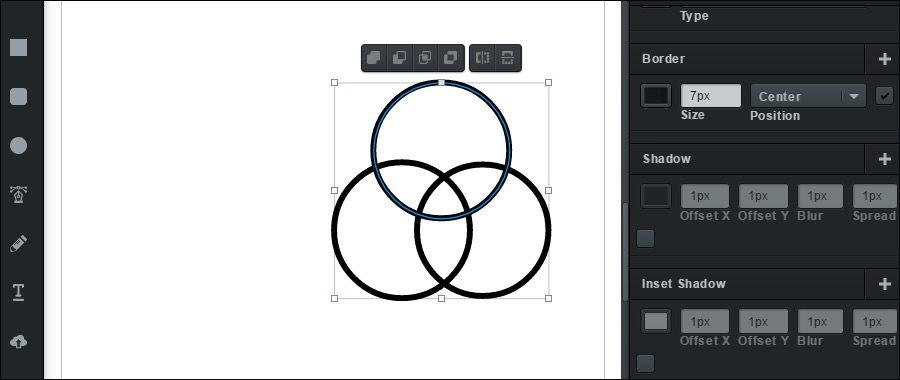 Type
Border
7px
Center
Size
Position
Shadow
1px
1px
1px
1px
Offset X
Offset Y
Blur
Spread
Inset Shadow
1px
1px
1px
1px
Offset X
Offset Y
Blur
Spread